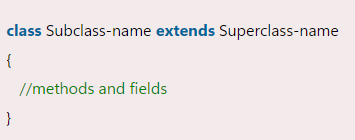 class Subclass-name extends Superclass-name
{
//methods and fields
}